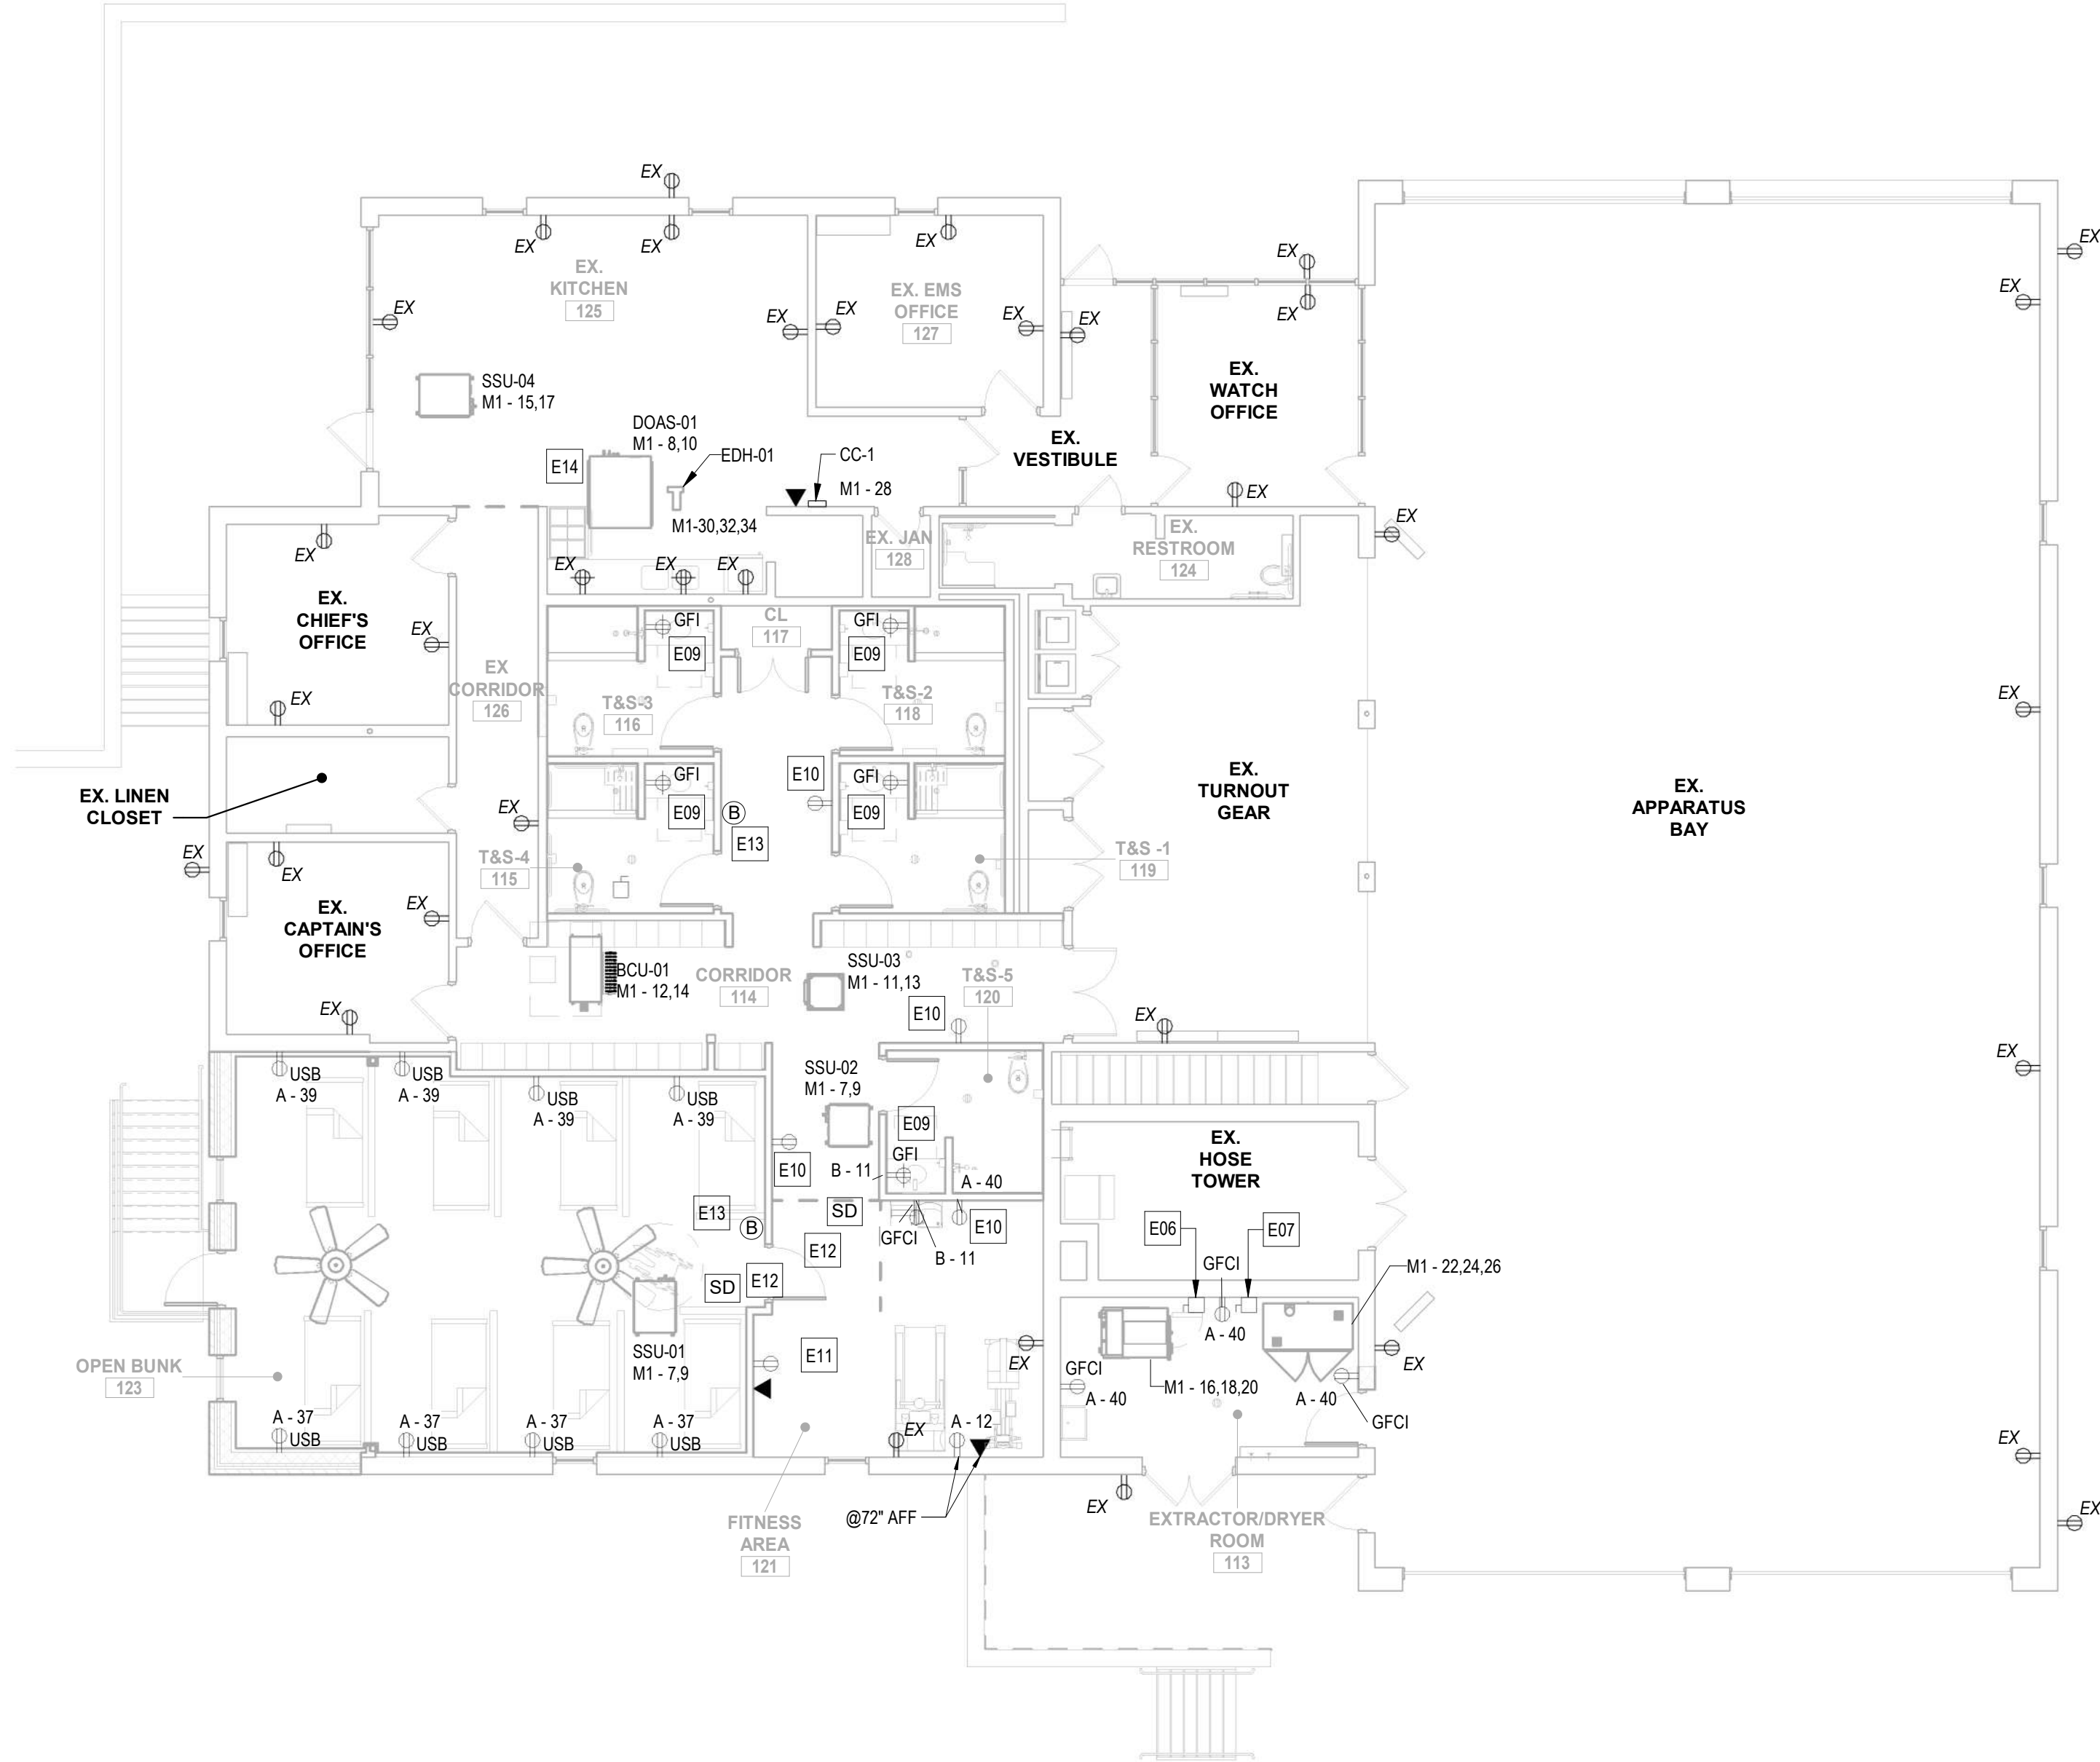 EX
EX
EX
EX
EX
EX
EX
EX
EX
EX
EX
EX
EX
EX.
KITCHEN
125
EX. EMS
OFFICE
127
EX.
WATCH
OFFICE
EX.
VESTIBULE
EX
EX
SSU-04
M1 - 15,17
DOAS-01
M1 - 8,10
E14
EDH-01
CC-1
M1 - 28
M1-30,32,34
EX. JAN
128
EX.
RESTROOM
124
EX
EX
EX
EX
EX.
CHIEF'S
OFFICE
EX
EX
EX
CORRIDOR
126
GFI
E09
CL
117
GFI
E09
T&S-3
116
T&S-2
118
EX
EX. LINEN
CLOSET
EX
GFI
E09
B
E13
E10
GFI
E09
T&S-4
115
T&S -1
119
EX.
TURNOUT
GEAR
EX.
APPARATUS
BAY
EX
EX
EX
EX.
CAPTAIN'S
OFFICE
EX
BCU-01
M1 - 12,14
CORRIDOR
114
SSU-03
M1 - 11,13
T&S-5
120
E10
EX
EX
USB
A - 39
USB
A - 39
USB
A - 39
USB
A - 39
SSU-02
M1 - 7,9
E09
GFI
B - 11
A - 40
E10
E13
B
SD
E12
E12
SD
GFCI
B - 11
E10
EX.
HOSE
TOWER
E06
E07
GFCI
A - 40
M1 - 22,24,26
SSU-01
M1 - 7,9
E11
EX
GFCI
A - 40
M1 - 16,18,20
A - 40
GFCI
EX
OPEN BUNK
123
A - 37
USB
A - 37
USB
A - 37
USB
A - 37
USB
EX
A - 12
EX
@72" AFF
EX
EX
FITNESS
AREA
121
EXTRACTOR/DRYER
ROOM
113